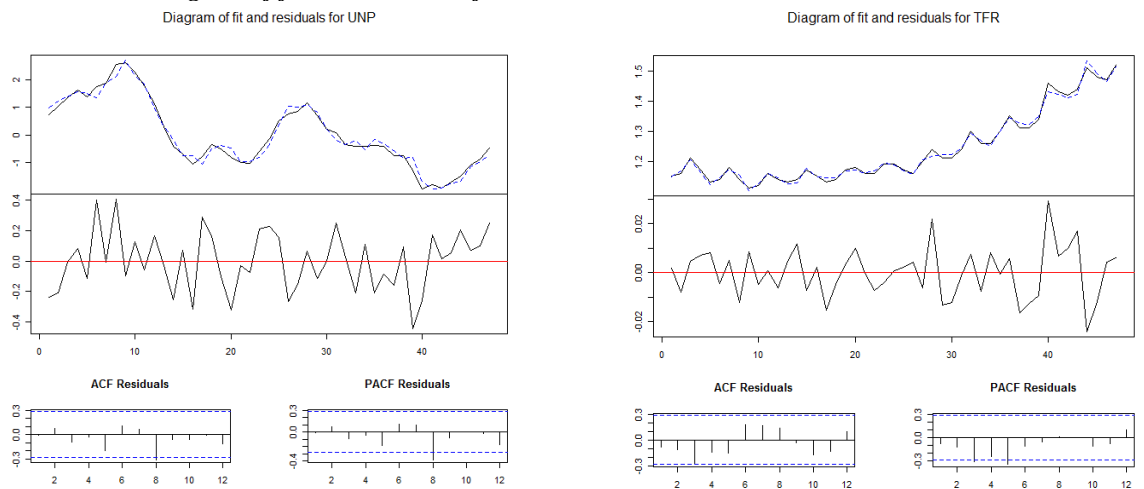 Diagram of fit and residuals for UNP
2
1
0
-1
0.4
0.2
0.0
-0.2
-0.4
0 10 20 30 40
ACF Residuals
0.3
0.0
-0.3
2 4 6 8 10 12
PACF Residuals
0.3
0.0
-0.4
2 4 6 8 10 12
Diagram of fit and residuals for TFR
1.5
1.4
1.3
1.2
0.02
0.00
-0.02
0 10 20 30 40
ACF Residuals
0.3
0.0
-0.3
2 4 6 8 10 12
PACF Residuals
0.3
0.0
-0.3
2 4 6 8 10 12